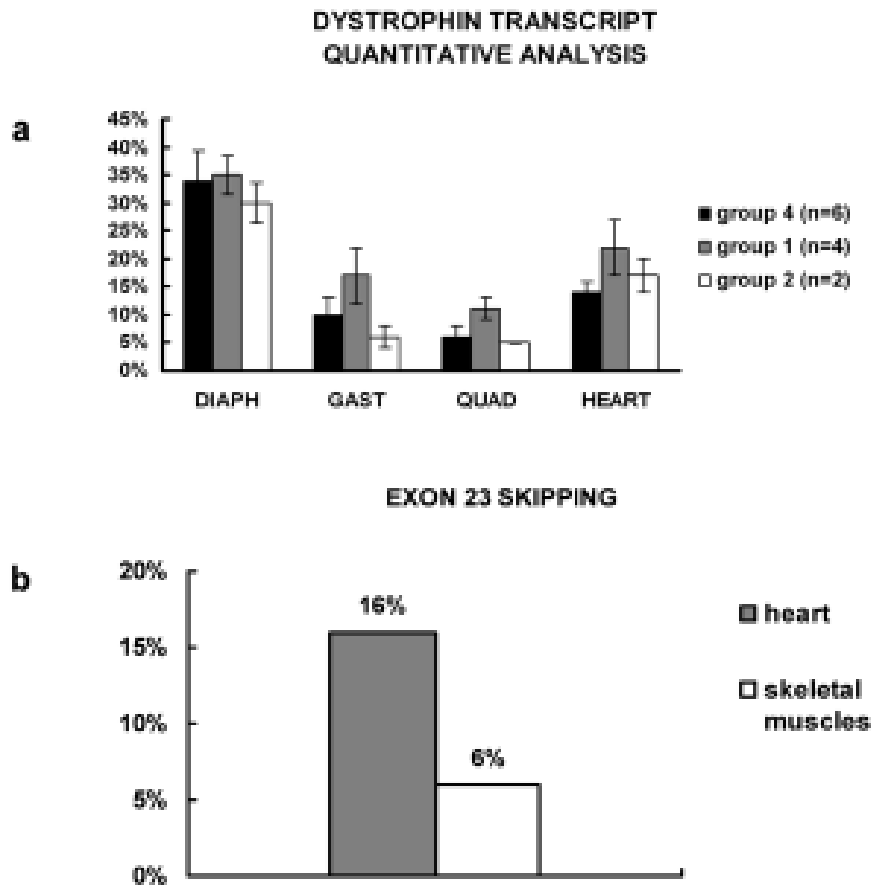 DYSTROPHIN TRANSCRIPT
QUANTITATIVE ANALYSIS
a
45%
40%
35%
30%
25%
20%
15%
10%
5%
0%
DIAPH GAST QUAD HEART
group 4 (n=6)
group 1 (n=4)
group 2 (n=2)
EXON 23 SKIPPING
b
20%
15%
10%
5%
0%
16%
6%
heart
skeletal
muscles